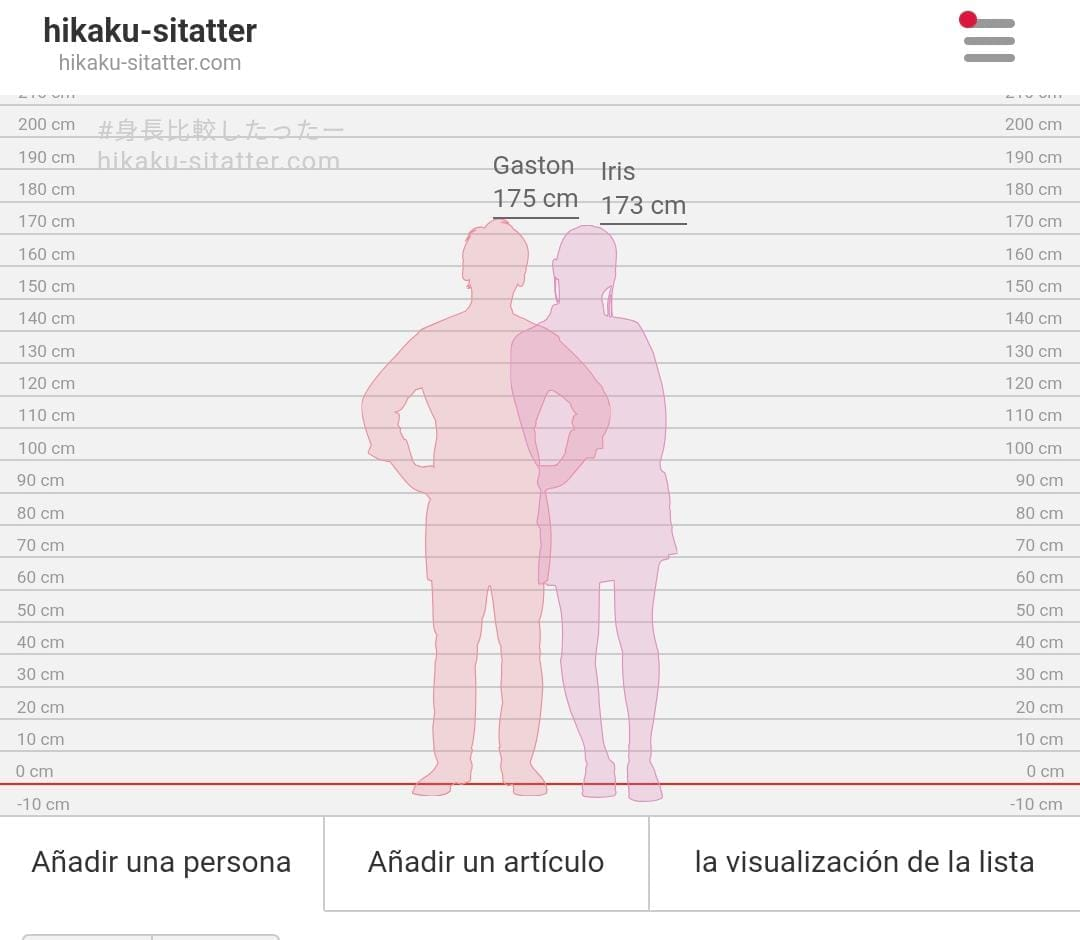 hikaku-sitatter
hikaku-sitatter.com
210 cm 210 cm
200 cm #身長比較したったー 200 cm
190 cm hikaku-sitatter.com Gaston Iris 190 cm
180 cm 175 cm 173 cm 180 cm
170 cm 170 cm
160 cm 160 cm
150 cm 150 cm
140 cm 140 cm
130 cm 130 cm
120 cm 120 cm
110 cm 110 cm
100 cm 100 cm
90 cm 90 cm
80 cm 80 cm
70 cm 70 cm
60 cm 60 cm
50 cm 50 cm
40 cm 40 cm
30 cm 30 cm
20 cm 20 cm
10 cm 10 cm
0 cm 0 cm
-10 cm -10 cm
Añadir una persona Añadir un artículo la visualización de la lista